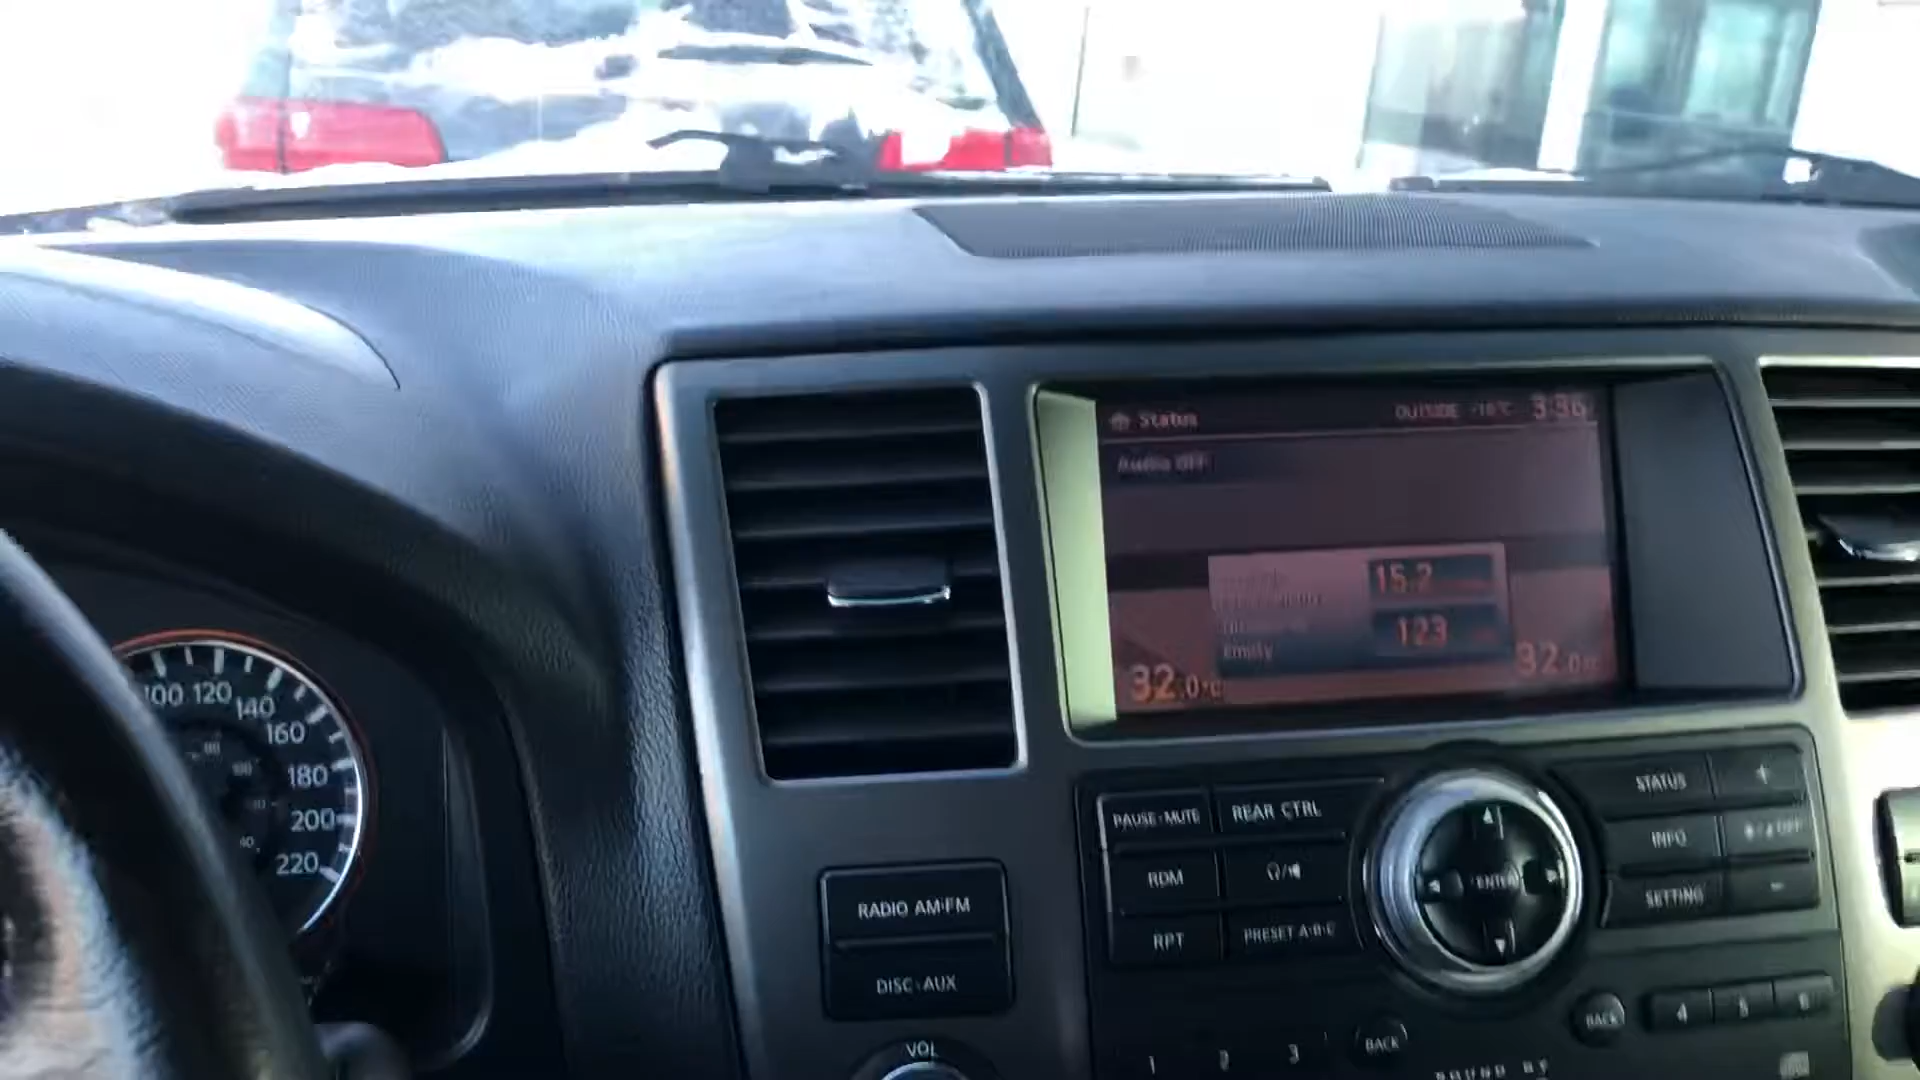 Status
OUTSIDE -16°C 3:36
Audio OFF
15.2
123
Empty
32.0°C
32.0°C
100
120
140
160
180
200
220
PAUSE·MUTE
REAR CTRL
RDM
RPT
PRESET A·B·C
ENTER
STATUS
+
INFO
OFF
SETTING
-
RADIO AM·FM
DISC·AUX
VOL
1
2
3
BACK
BACK
4
5
6